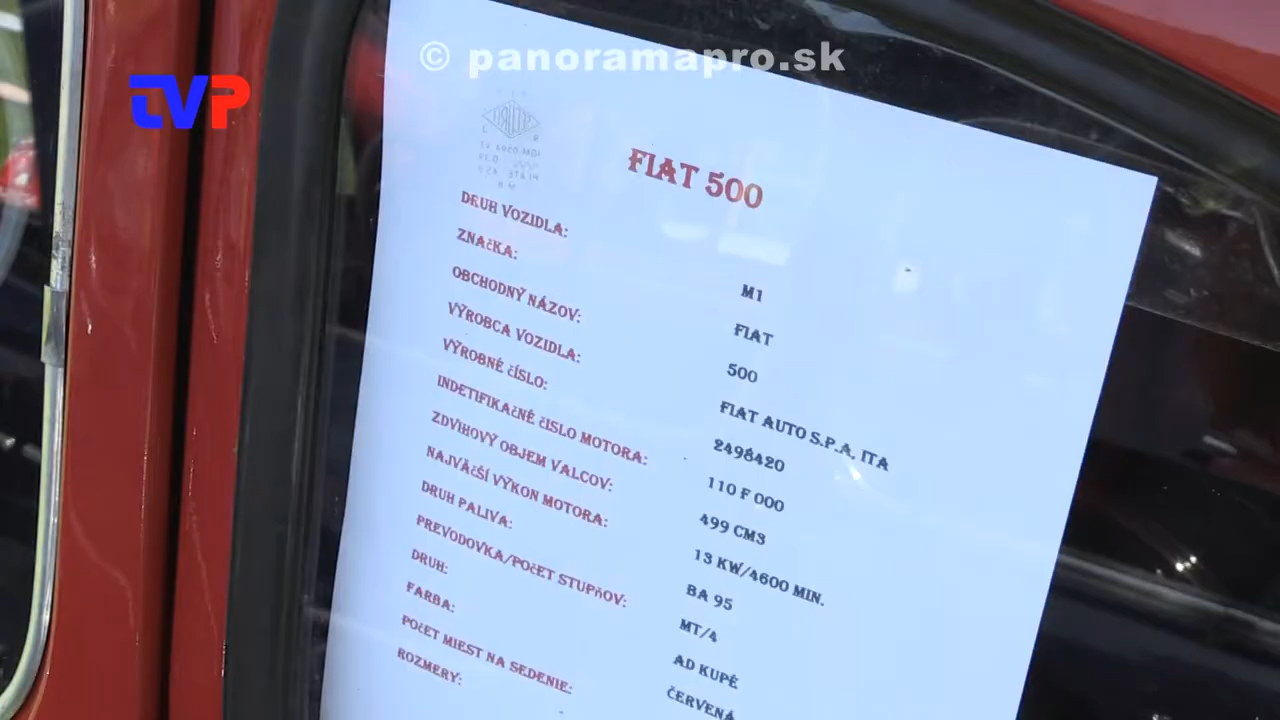 © panoramapro.sk
TVP
FIAT 500
DRUH VOZIDLA: M1
ZNAČKA: FIAT
OBCHODNÝ NÁZOV: 500
VÝROBCA VOZIDLA: FIAT AUTO S.P.A, ITA
VÝROBNÉ ČÍSLO: 2498420
INDETIFIKAČNÉ ČISLO MOTORA: 110 F 000
ZDVIHOVÝ OBJEM VALCOV: 499 CM3
NAJVÄČŠÍ VÝKON MOTORA: 13 KW/4600 MIN.
DRUH PALIVA: BA 95
PREVODOVKA/POČET STUPŇOV: MT/4
DRUH: AD KUPÉ
FARBA: ČERVENÁ
POČET MIEST NA SEDENIE:
ROZMERY: